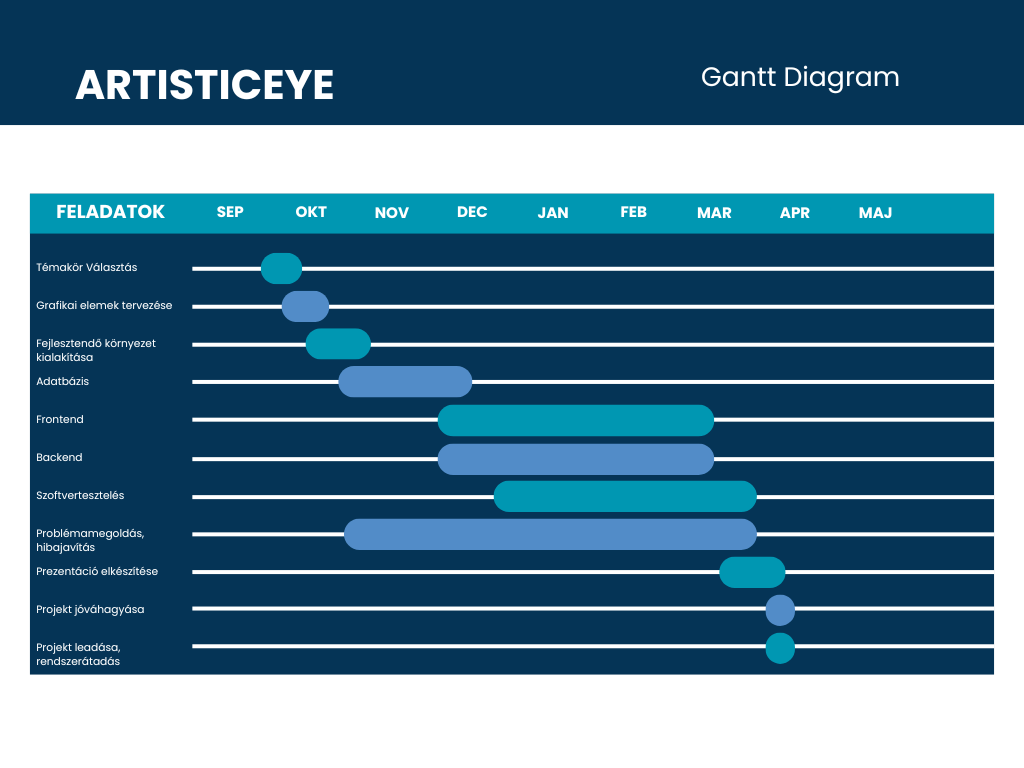 ARTISTICEYE
Gantt Diagram
FELADATOK SEP OKT NOV DEC JAN FEB MAR APR MAJ
Témakör Választás
Grafikai elemek tervezése
Fejlesztendő környezet
kialakítása
Adatbázis
Frontend
Backend
Szoftvertesztelés
Problémamegoldás,
hibajavítás
Prezentáció elkészítése
Projekt jóváhagyása
Projekt leadása,
rendszerátadás